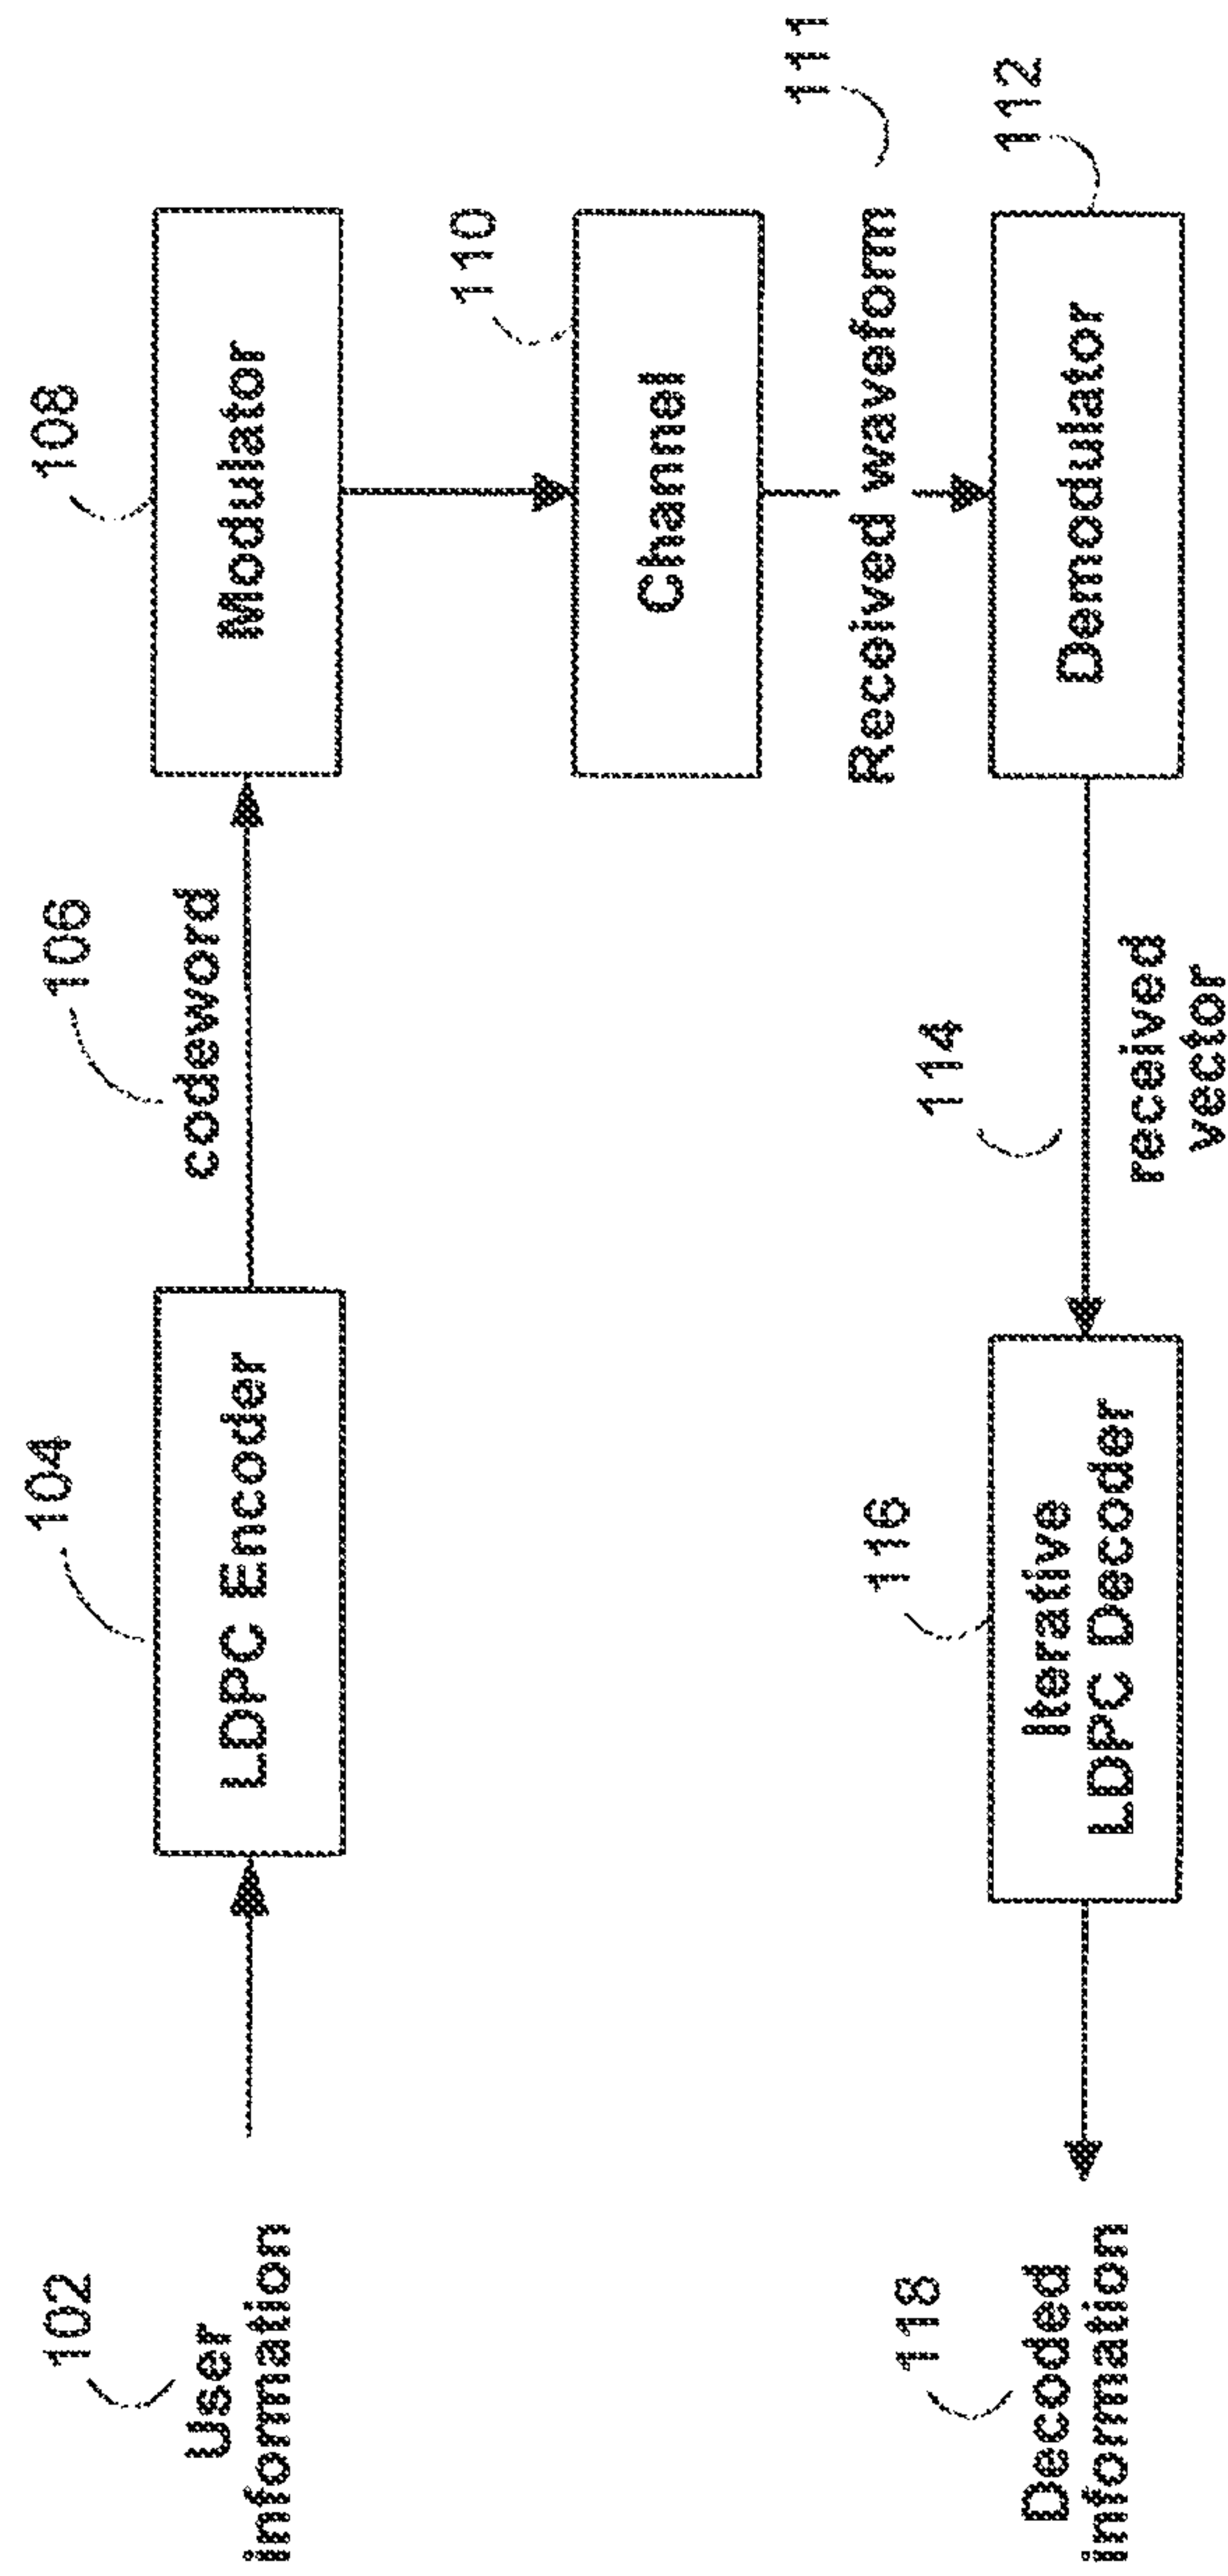 102
User
information
104
LDPC Encoder
106
codeword
108
Modulator
110
Channel
111
Received waveform
112
Demodulator
114
received
vector
116
Iterative
LDPC Decoder
118
Decoded
information